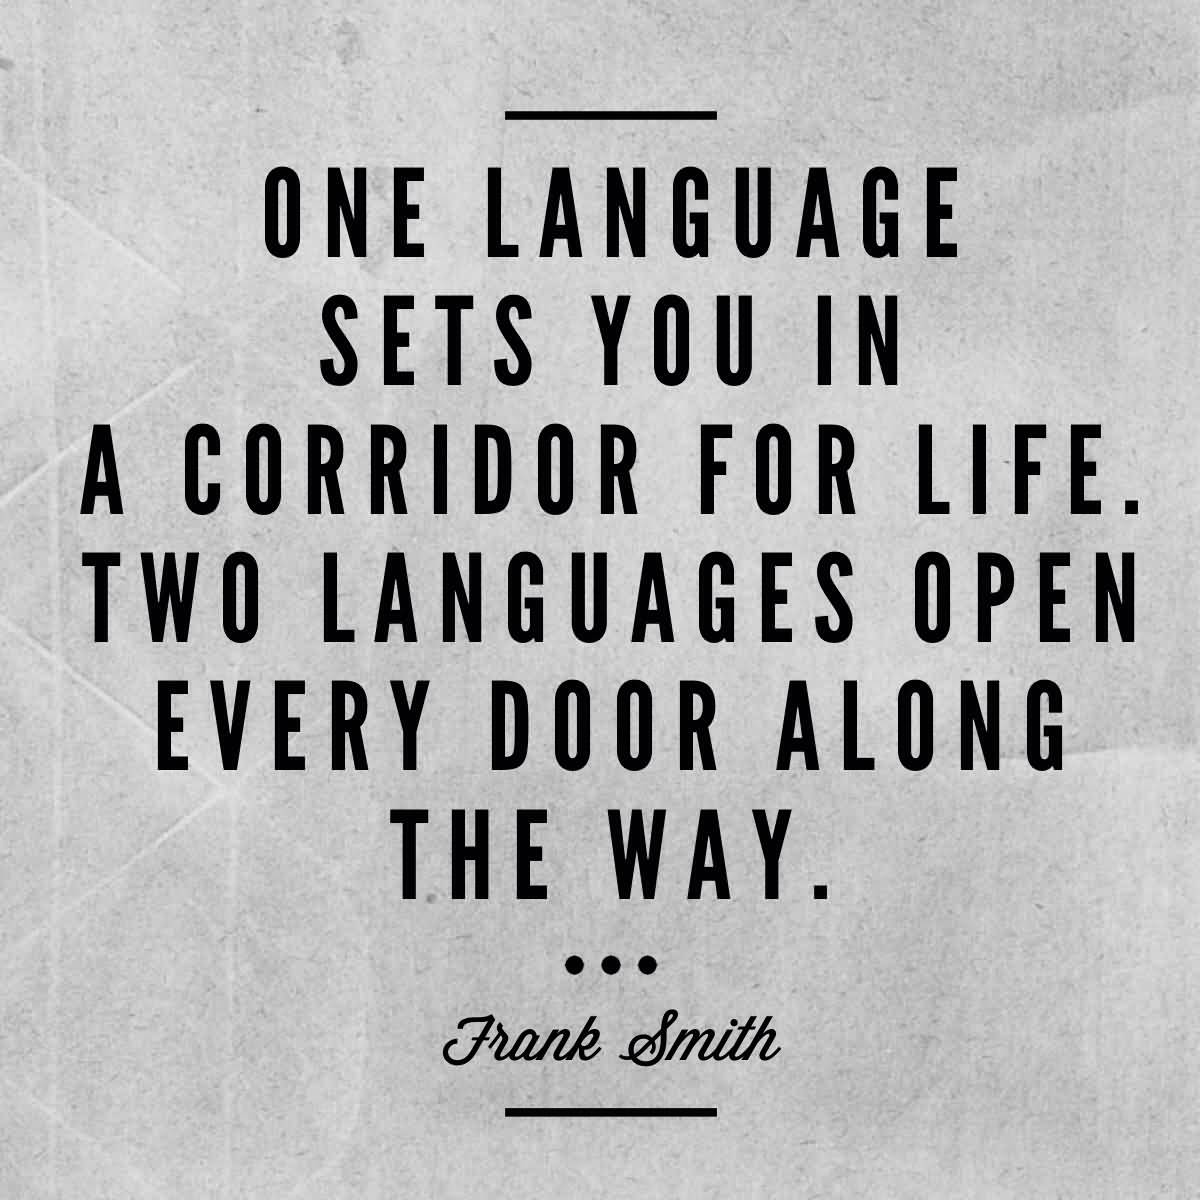 ONE LANGUAGE
SETS YOU IN
A CORRIDOR FOR LIFE.
TWO LANGUAGES OPEN
EVERY DOOR ALONG
THE WAY.
Frank Smith